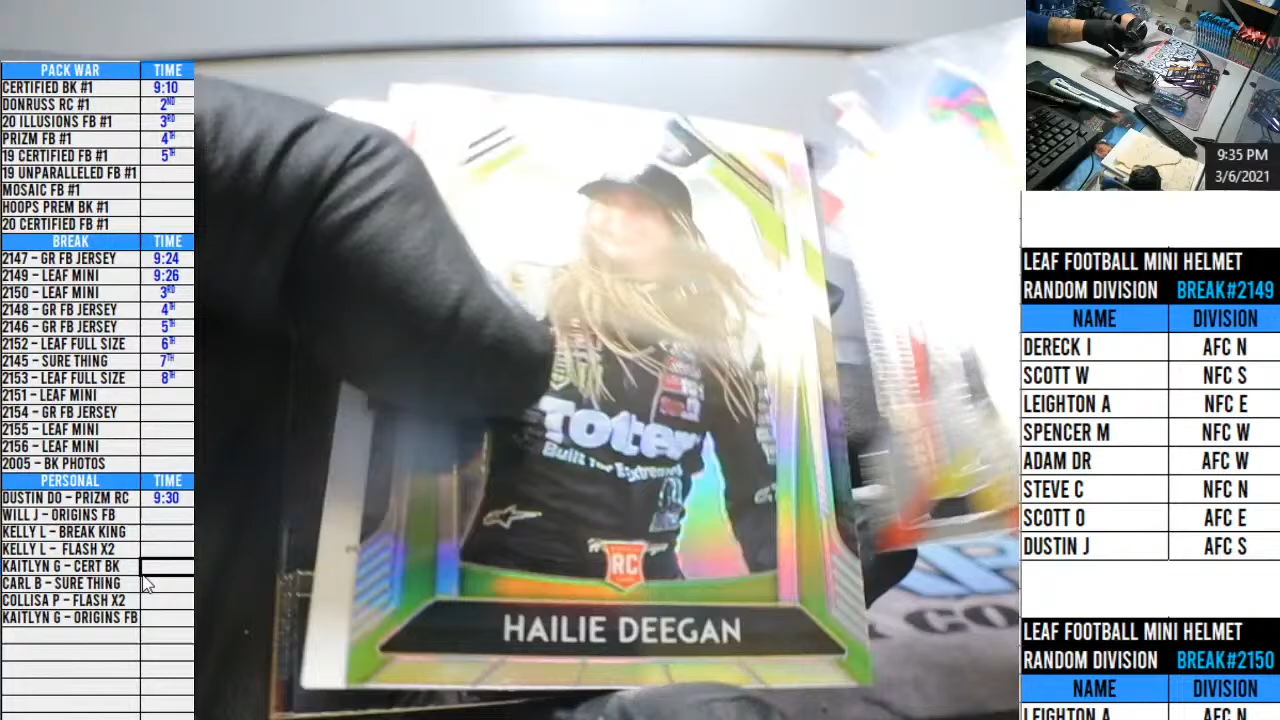 PACK WAR TIME
CERTIFIED BK #1 9:10
DONRUSS RC #1 2ND
20 ILLUSIONS FB #1 3RD
PRIZM FB #1 4TH
19 CERTIFIED FB #1 5TH
19 UNPARALLELED FB #1
MOSAIC FB #1
HOOPS PREM BK #1
20 CERTIFIED FB #1
BREAK TIME
2147 - GR FB JERSEY 9:24
2149 - LEAF MINI 9:26
2150 - LEAF MINI 3RD
2148 - GR FB JERSEY 4TH
2146 - GR FB JERSEY 5TH
2152 - LEAF FULL SIZE 6TH
2145 - SURE THING 7TH
2153 - LEAF FULL SIZE 8TH
2151 - LEAF MINI
2154 - GR FB JERSEY
2155 - LEAF MINI
2156 - LEAF MINI
2005 - BK PHOTOS
PERSONAL TIME
DUSTIN DO - PRIZM RC 9:30
WILL J - ORIGINS FB
KELLY L - BREAK KING
KELLY L - FLASH X2
KAITLYN G - CERT BK
CARL B - SURE THING
COLLISA P - FLASH X2
KAITLYN G - ORIGINS FB
Toter
Built for Extreme
RC
HAILIE DEEGAN
9:35 PM
3/6/2021
LEAF FOOTBALL MINI HELMET
RANDOM DIVISION BREAK#2149
NAME DIVISION
DERECK I AFC N
SCOTT W NFC S
LEIGHTON A NFC E
SPENCER M NFC W
ADAM DR AFC W
STEVE C NFC N
SCOTT O AFC E
DUSTIN J AFC S
LEAF FOOTBALL MINI HELMET
RANDOM DIVISION BREAK#2150
NAME DIVISION
LEIGHTON A AFC N